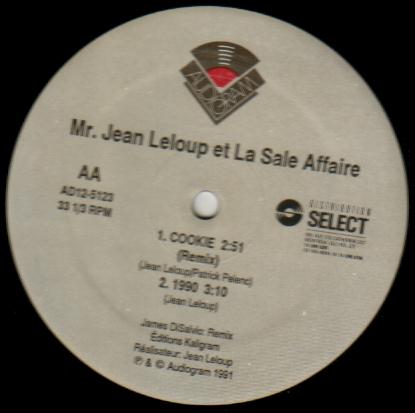 AUDIOGRAM
Mr. Jean Leloup et La Sale Affaire
AA
AD12-5123
33 1/3 RPM
DISTRIBUTION
SELECT
1. COOKIE 2:51
(Remix)
(Jean Leloup/Patrick Pelenc)
2. 1990 3:10
(Jean Leloup)
James DiSalvio: Remix
Éditions Kaligram
Réalisateur: Jean Leloup
℗ & © Audiogram 1991